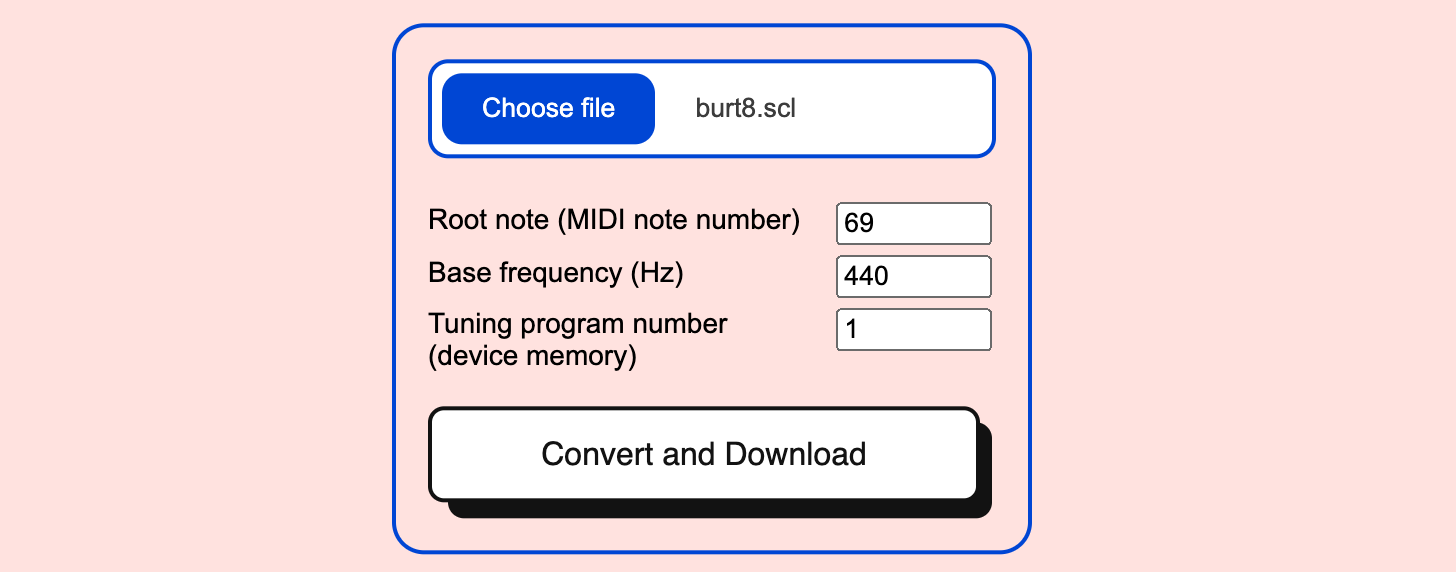 Choose file burt8.scl
Root note (MIDI note number) 69
Base frequency (Hz) 440
Tuning program number 1
(device memory)
Convert and Download